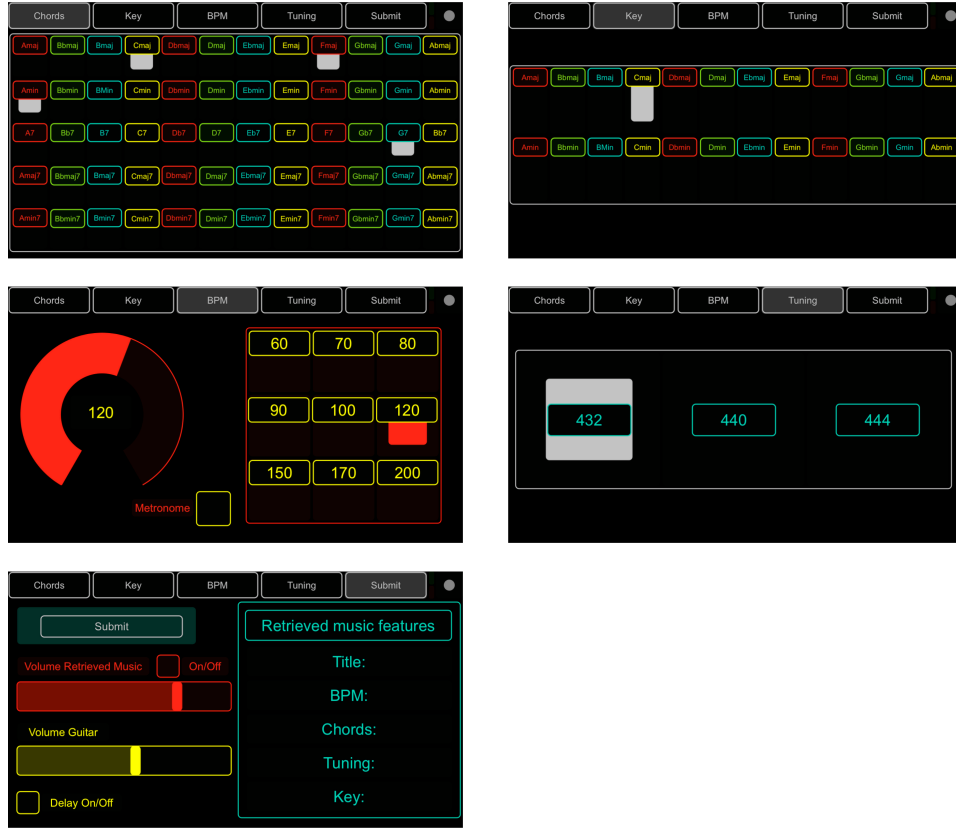 Chords Key BPM Tuning Submit
Amaj Bbmaj Bmaj Cmaj Dbmaj Dmaj Ebmaj Emaj Fmaj Gbmaj Gmaj Abmaj
Amin Bbmin BMin Cmin Dbmin Dmin Ebmin Emin Fmin Gbmin Gmin Abmin
A7 Bb7 B7 C7 Db7 D7 Eb7 E7 F7 Gb7 G7 Bb7
Amaj7 Bbmaj7 Bmaj7 Cmaj7 Dbmaj7 Dmaj7 Ebmaj7 Emaj7 Fmaj7 Gbmaj7 Gmaj7 Abmaj7
Amin7 Bbmin7 Bmin7 Cmin7 Dbmin7 Dmin7 Ebmin7 Emin7 Fmin7 Gbmin7 Gmin7 Abmin7
Chords Key BPM Tuning Submit
Amaj Bbmaj Bmaj Cmaj Dbmaj Dmaj Ebmaj Emaj Fmaj Gbmaj Gmaj Abmaj
Amin Bbmin BMin Cmin Dbmin Dmin Ebmin Emin Fmin Gbmin Gmin Abmin
Chords Key BPM Tuning Submit
120
60 70 80
90 100 120
150 170 200
Metronome
Chords Key BPM Tuning Submit
432 440 444
Chords Key BPM Tuning Submit
Submit
Volume Retrieved Music On/Off
Volume Guitar
Delay On/Off
Retrieved music features
Title:
BPM:
Chords:
Tuning:
Key: